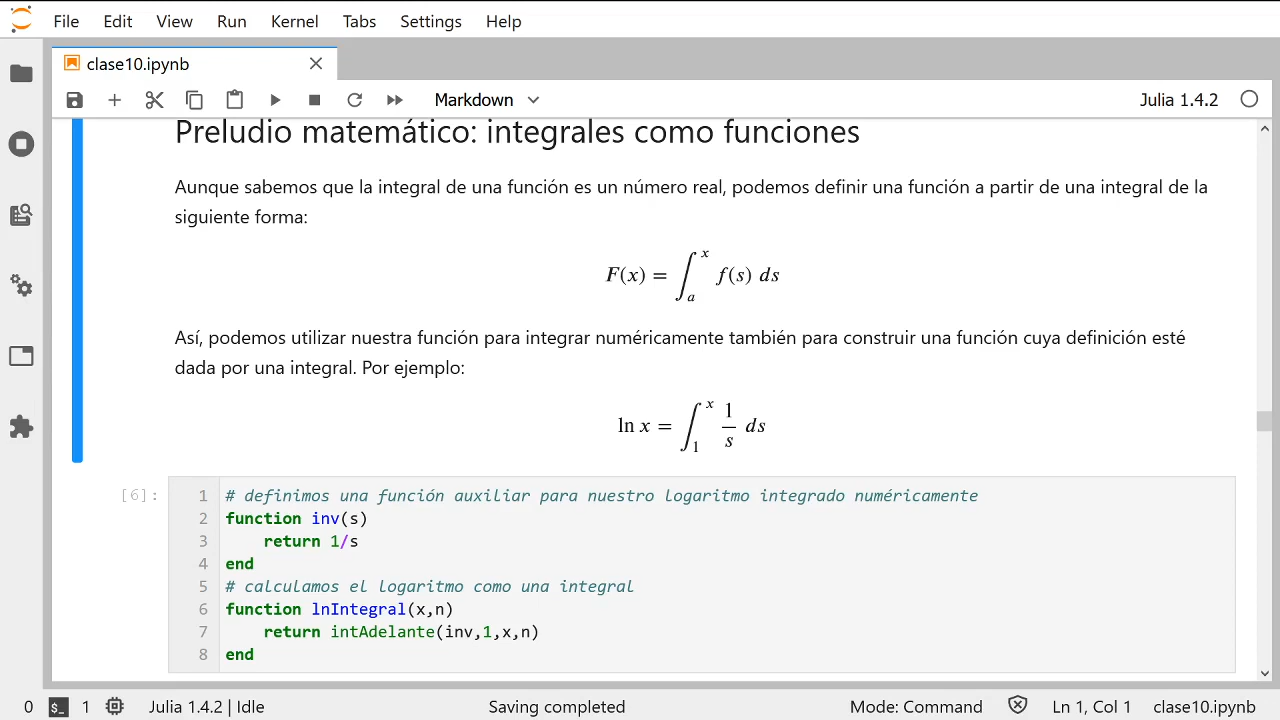 File Edit View Run Kernel Tabs Settings Help
clase10.ipynb
Markdown
Julia 1.4.2
Preludio matemático: integrales como funciones
Aunque sabemos que la integral de una función es un número real, podemos definir una función a partir de una integral de la
siguiente forma:
F(x) = ∫_a^x f(s) ds
Así, podemos utilizar nuestra función para integrar numéricamente también para construir una función cuya definición esté
dada por una integral. Por ejemplo:
ln x = ∫_1^x 1/s ds
[6]:
1 # definimos una función auxiliar para nuestro logaritmo integrado numéricamente
2 function inv(s)
3     return 1/s
4 end
5 # calculamos el logaritmo como una integral
6 function lnIntegral(x,n)
7     return intAdelante(inv,1,x,n)
8 end
0 $_ 1 Julia 1.4.2 | Idle Saving completed Mode: Command Ln 1, Col 1 clase10.ipynb